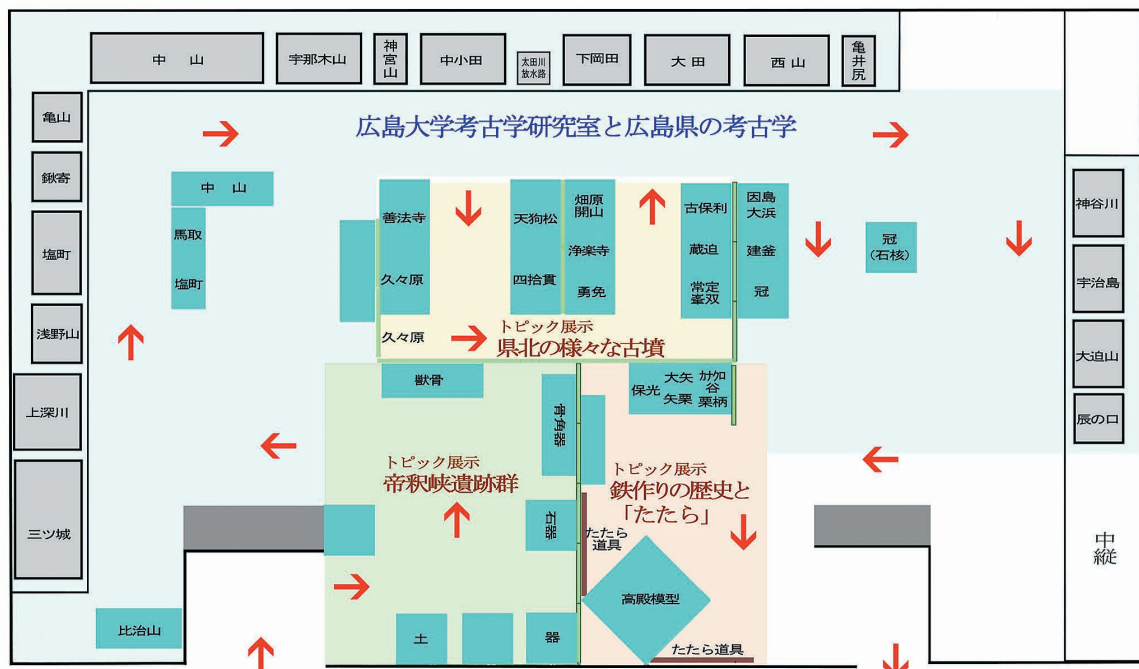 中　山
宇那木山
神宮山
中小田
太田川
放水路
下岡田
大田
西山
亀井尻
亀山
鍬寄
塩町
浅野山
上深川
三ツ城
比治山
広島大学考古学研究室と広島県の考古学
中　山
馬取
塩町
善法寺
久々原
久々原
天狗松
四拾貫
畑原
開山
浄楽寺
勇免
古保利
蔵迫
常定
峯双
因島
大浜
建釜
冠
冠
(石核)
神谷川
宇治島
大迫山
辰の口
中縦
トピック展示
県北の様々な古墳
獣骨
骨角器
石器
トピック展示
帝釈峡遺跡群
土
器
保光
大矢
矢栗
谷
栗柄
トピック展示
鉄作りの歴史と
「たたら」
たたら
道具
高殿模型
たたら道具